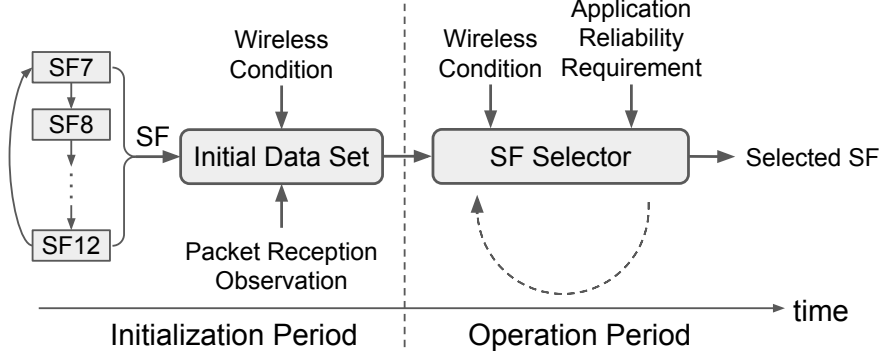 SF7
SF8
SF12
SF
Wireless
Condition
Initial Data Set
Packet Reception
Observation
Wireless
Condition
Application
Reliability
Requirement
SF Selector
Selected SF
time
Initialization Period
Operation Period